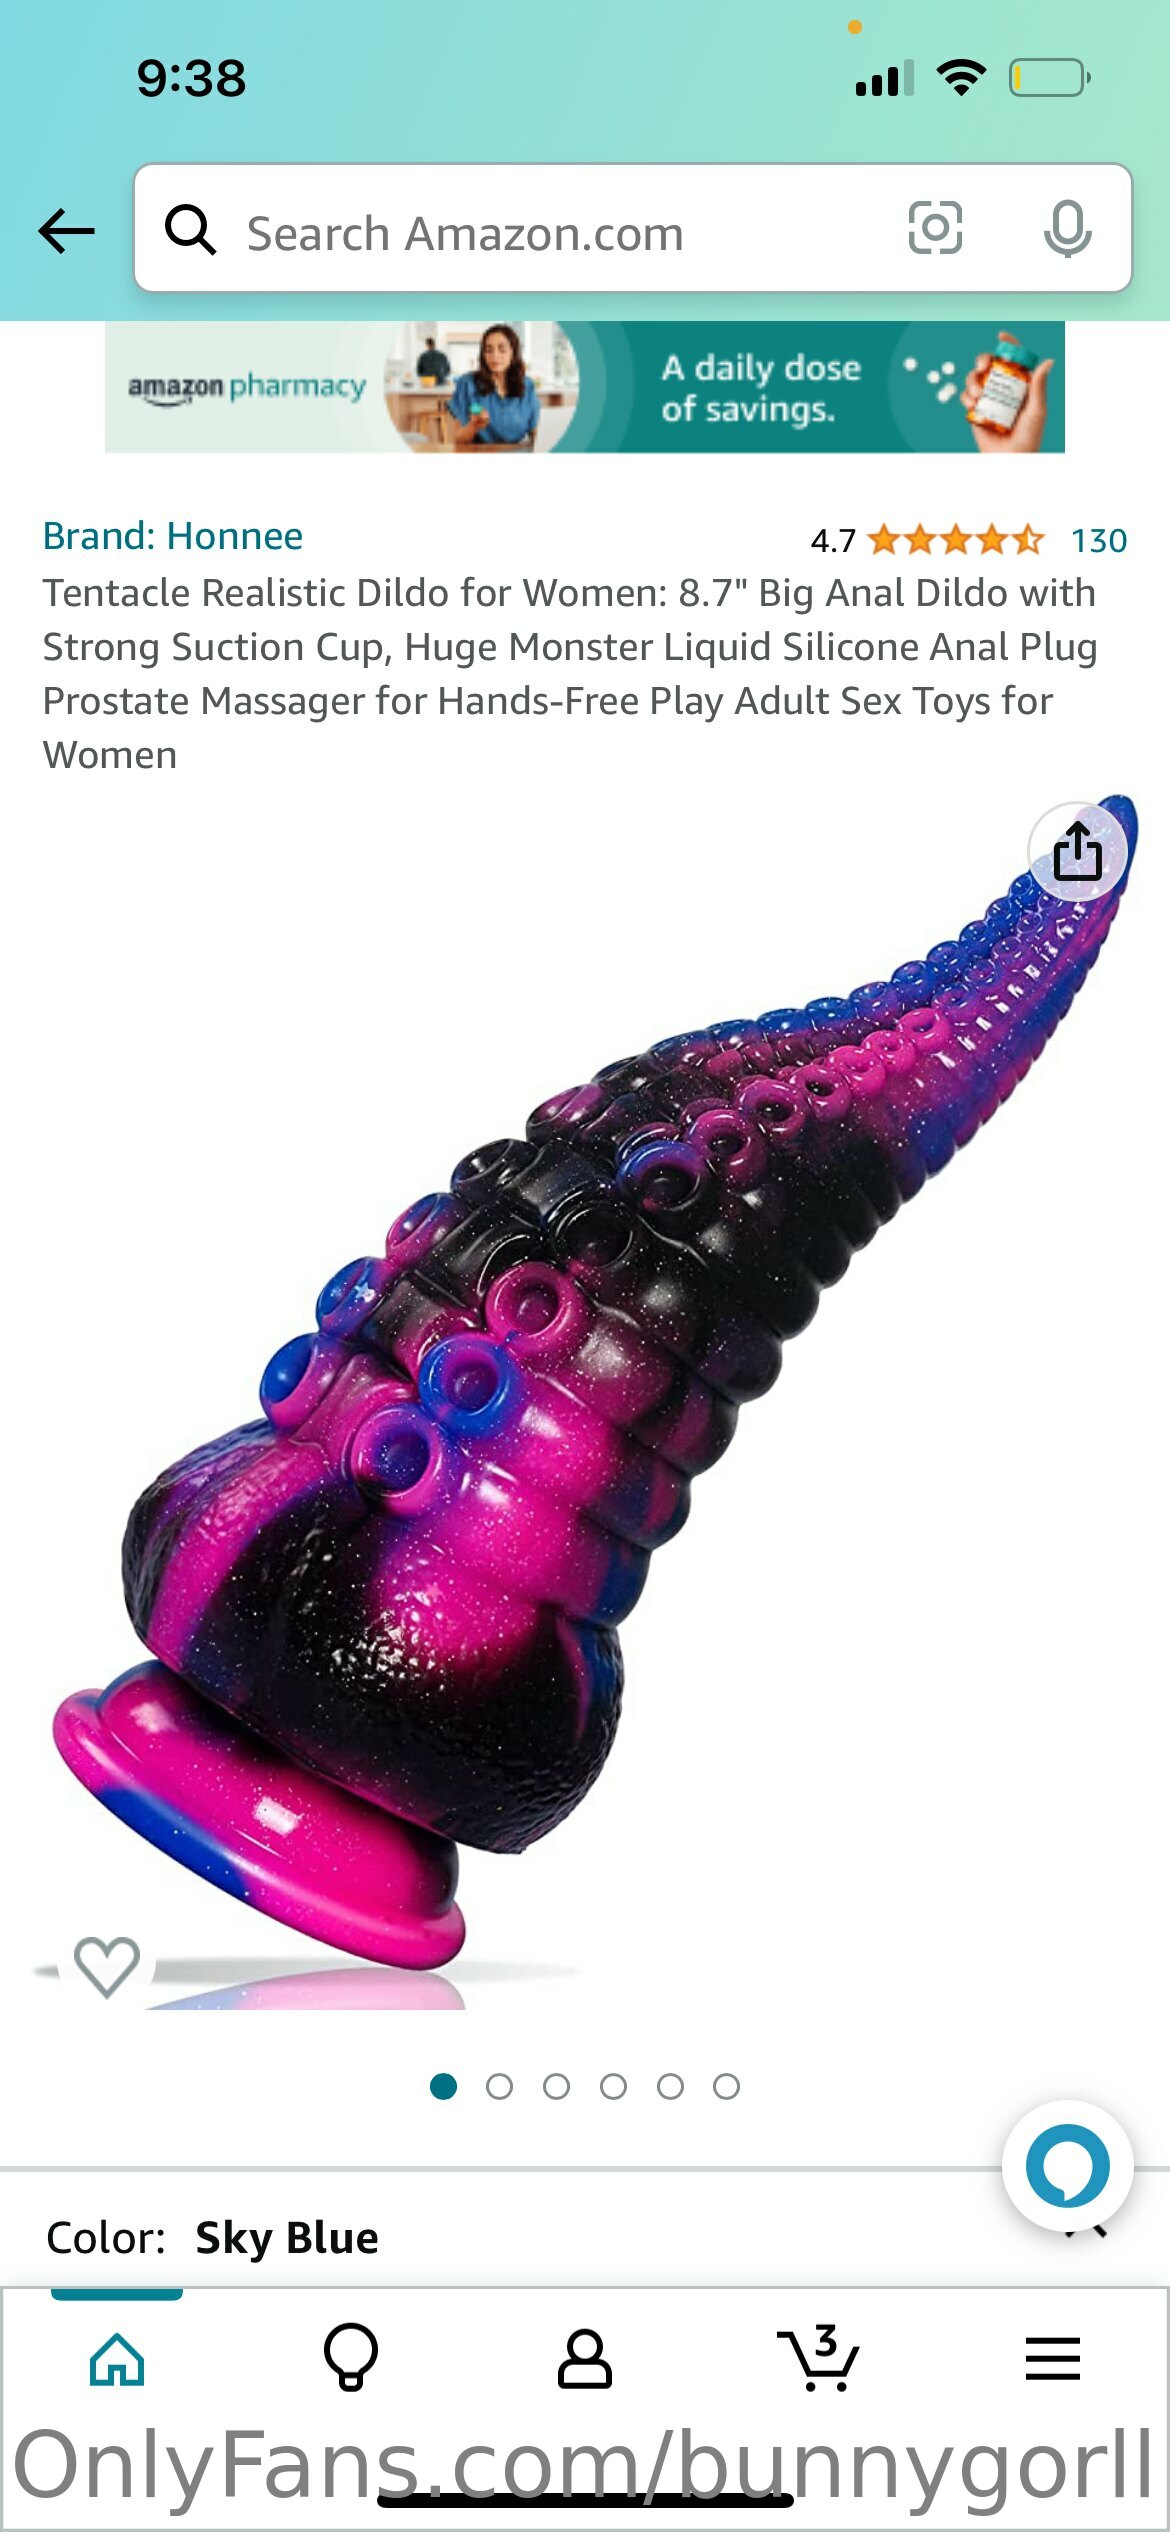 9:38
Search Amazon.com
amazon pharmacy
A daily dose
of savings.
Brand: Honnee
4.7 130
Tentacle Realistic Dildo for Women: 8.7" Big Anal Dildo with
Strong Suction Cup, Huge Monster Liquid Silicone Anal Plug
Prostate Massager for Hands-Free Play Adult Sex Toys for
Women
Color: Sky Blue
3
OnlyFans.com/bunnygorll